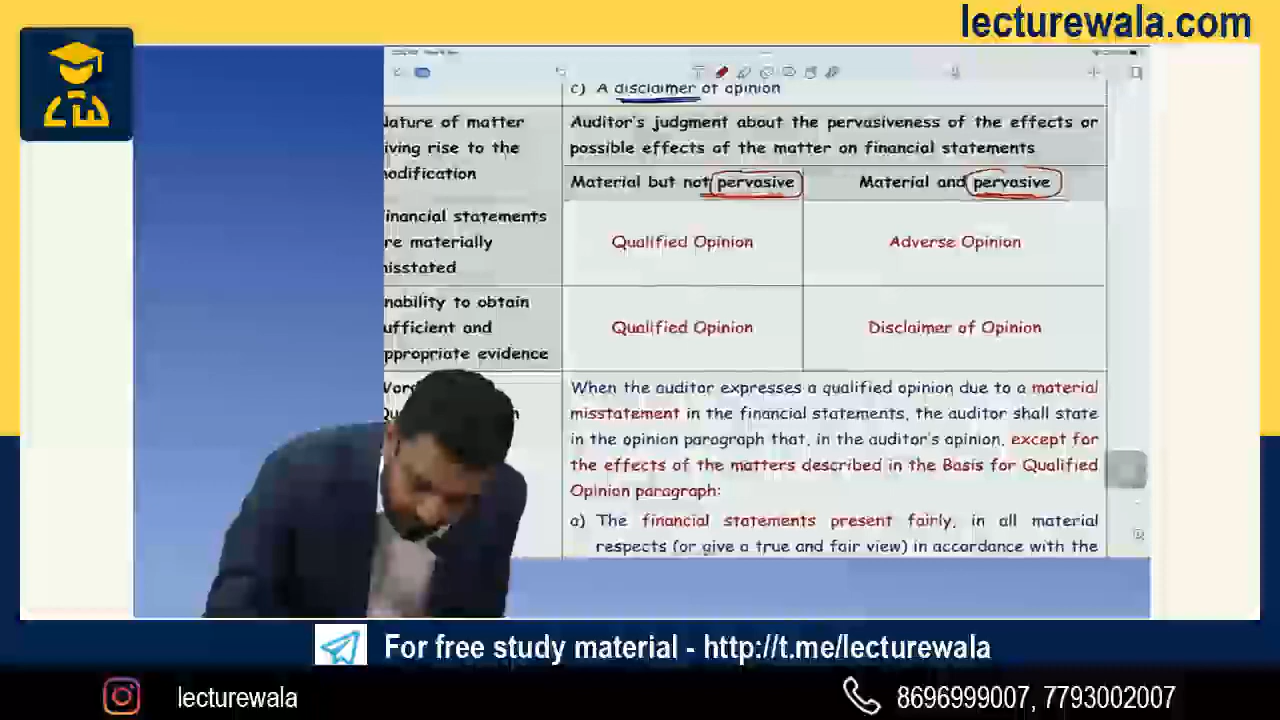 lecturewala.com
c) A disclaimer of opinion
Nature of matter
giving rise to the
modification
Auditor's judgment about the pervasiveness of the effects or
possible effects of the matter on financial statements
Material but not pervasive
Material and pervasive
Financial statements
are materially
misstated
Qualified Opinion
Adverse Opinion
Inability to obtain
sufficient and
appropriate evidence
Qualified Opinion
Disclaimer of Opinion
When the auditor expresses a qualified opinion due to a material
misstatement in the financial statements, the auditor shall state
in the opinion paragraph that, in the auditor's opinion, except for
the effects of the matters described in the Basis for Qualified
Opinion paragraph:
a) The financial statements present fairly, in all material
respects (or give a true and fair view) in accordance with the
For free study material - http://t.me/lecturewala
lecturewala
8696999007, 7793002007